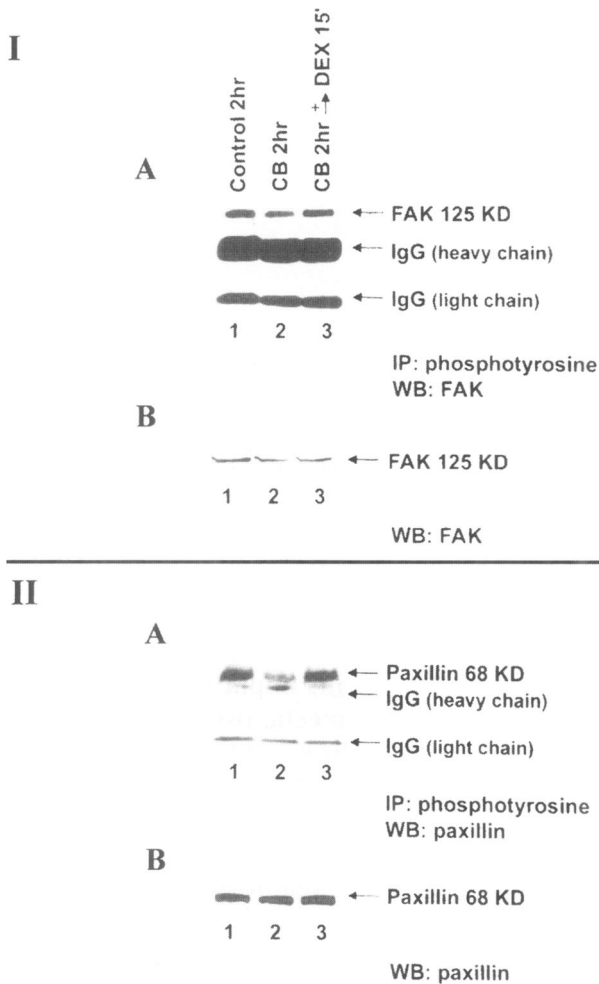 I
Control 2hr
CB 2hr
CB 2hr +→ DEX 15'
A
FAK 125 KD
IgG (heavy chain)
IgG (light chain)
1 2 3
IP: phosphotyrosine
WB: FAK
B
FAK 125 KD
1 2 3
WB: FAK
II
A
Paxillin 68 KD
IgG (heavy chain)
IgG (light chain)
1 2 3
IP: phosphotyrosine
WB: paxillin
B
Paxillin 68 KD
1 2 3
WB: paxillin